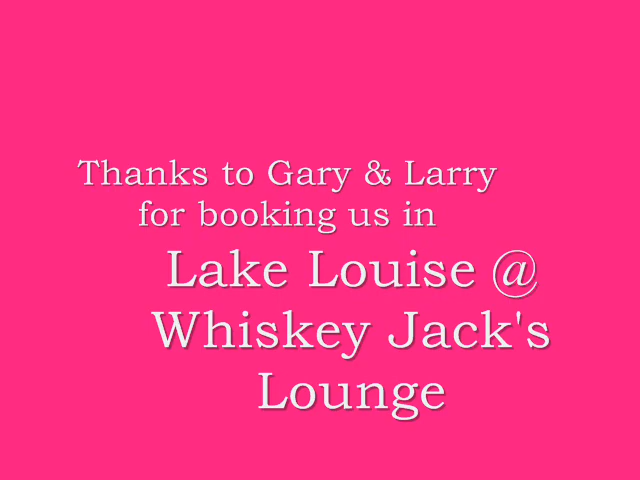 Thanks to Gary & Larry
for booking us in
Lake Louise @
Whiskey Jack's
Lounge